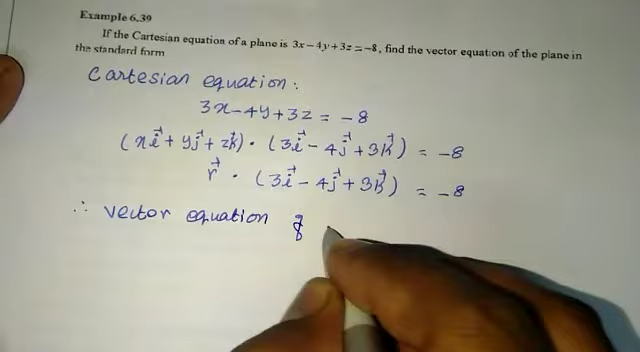 Example 6.39
If the Cartesian equation of a plane is 3x − 4y + 3z = −8, find the vector equation of the plane in
the standard form
Cartesian equation :
3x − 4y + 3z = −8
(xi⃗ + yj⃗ + zk⃗) · (3i⃗ − 4j⃗ + 3k⃗) = −8
r⃗ · (3i⃗ − 4j⃗ + 3k⃗) = −8
∴ vector equation of